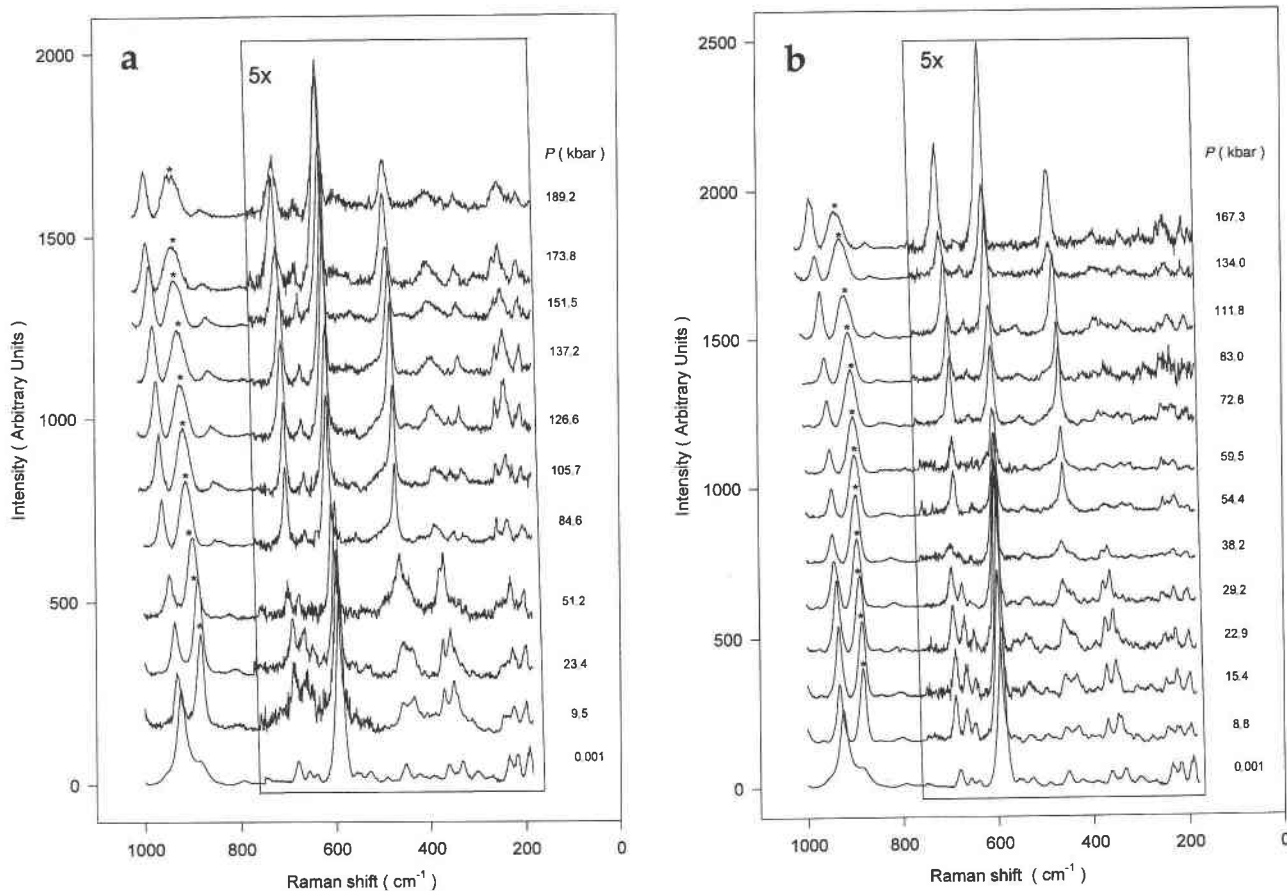 a
5x
Intensity ( Arbitrary Units )
2000
1500
1000
500
0
P ( kbar )
189.2
173.8
151.5
137.2
126.6
105.7
84.6
51.2
23.4
9.5
0.001
1000 800 600 400 200 0
Raman shift ( cm⁻¹ )
b
5x
Intensity ( Arbitrary Units )
2500
2000
1500
1000
500
0
P ( kbar )
167.3
134.0
111.8
83.0
72.8
59.5
54.4
38.2
29.2
22.9
15.4
8.8
0.001
1000 800 600 400 200 0
Raman shift ( cm⁻¹ )